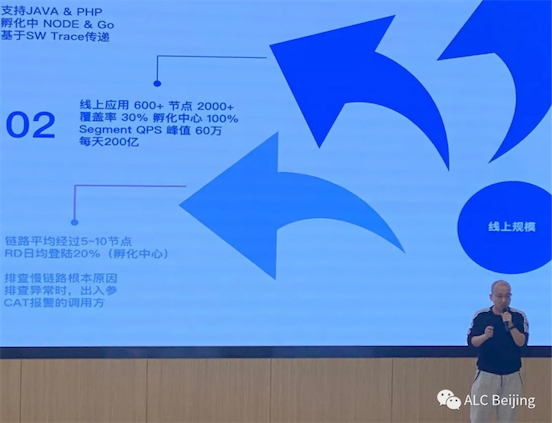 支持JAVA & PHP
孵化中 NODE & Go
基于SW Trace传递
02
线上应用 600+ 节点 2000+
覆盖率 30% 孵化中心 100%
Segment QPS 峰值 60万
每天200亿
线上规模
链路平均经过5-10节点
RD日均登陆20%（孵化中心）
排查慢链路根本原因
排查异常时，出入参
CAT报警的调用方
ALC Beijing